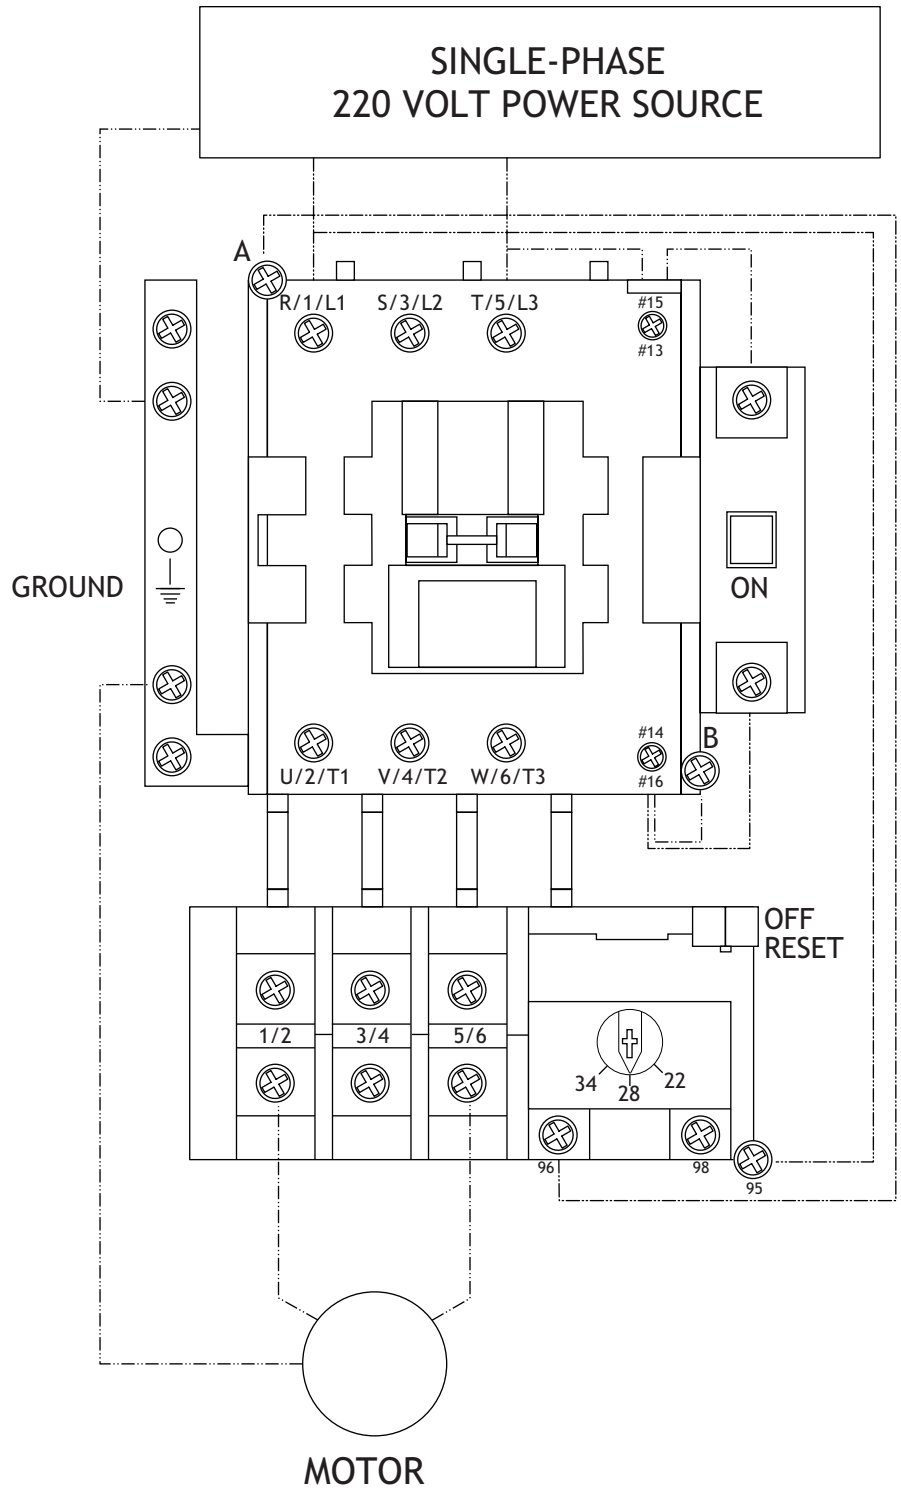 SINGLE-PHASE
220 VOLT POWER SOURCE
A
R/1/L1 S/3/L2 T/5/L3 #15
#13
GROUND
ON
#14
B
U/2/T1 V/4/T2 W/6/T3 #16
OFF
RESET
1/2 3/4 5/6
34 28 22
96 98 95
MOTOR